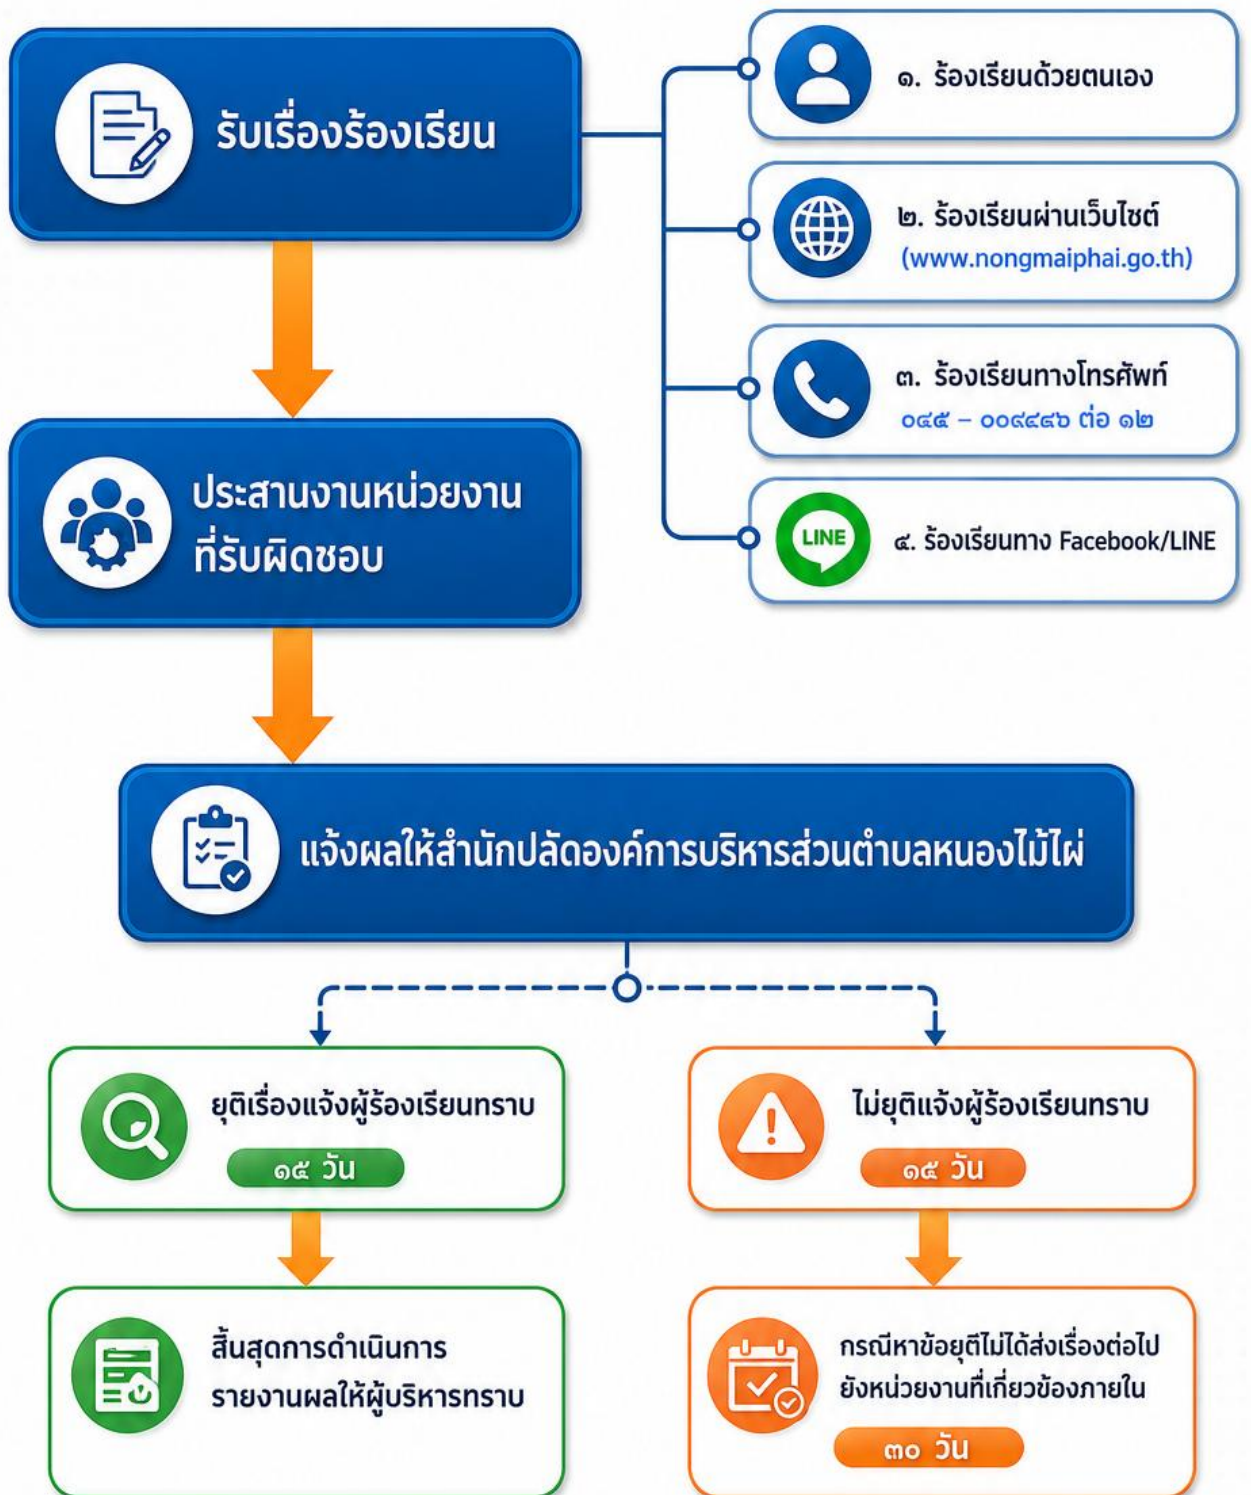 รับเรื่องร้องเรียน
๑. ร้องเรียนด้วยตนเอง
๒. ร้องเรียนผ่านเว็บไซต์
(www.nongmaiphai.go.th)
๓. ร้องเรียนทางโทรศัพท์
๐๔๕ – ๐๐๙๔๔๖ ต่อ ๑๒
LINE
๔. ร้องเรียนทาง Facebook/LINE
ประสานงานหน่วยงาน
ที่รับผิดชอบ
แจ้งผลให้สำนักปลัดองค์การบริหารส่วนตำบลหนองไม้ไผ่
ยุติเรื่องแจ้งผู้ร้องเรียนทราบ
๑๕ วัน
ไม่ยุติแจ้งผู้ร้องเรียนทราบ
๑๕ วัน
สิ้นสุดการดำเนินการ
รายงานผลให้ผู้บริหารทราบ
กรณีหาข้อยุติไม่ได้ส่งเรื่องต่อไป
ยังหน่วยงานที่เกี่ยวข้องภายใน
๓๐ วัน